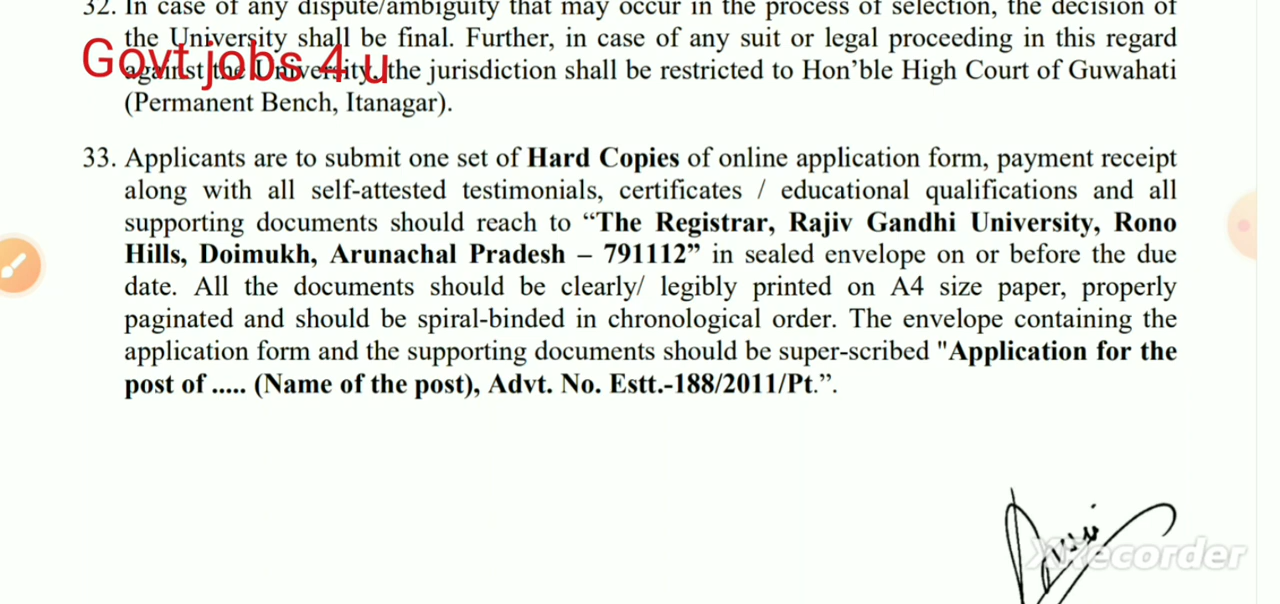 32. In case of any dispute/ambiguity that may occur in the process of selection, the decision of
the University shall be final. Further, in case of any suit or legal proceeding in this regard
Govt jobs 4 u
against the University, the jurisdiction shall be restricted to Hon’ble High Court of Guwahati
(Permanent Bench, Itanagar).
33. Applicants are to submit one set of Hard Copies of online application form, payment receipt
along with all self-attested testimonials, certificates / educational qualifications and all
supporting documents should reach to “The Registrar, Rajiv Gandhi University, Rono
Hills, Doimukh, Arunachal Pradesh – 791112” in sealed envelope on or before the due
date. All the documents should be clearly/ legibly printed on A4 size paper, properly
paginated and should be spiral-binded in chronological order. The envelope containing the
application form and the supporting documents should be super-scribed "Application for the
post of ..... (Name of the post), Advt. No. Estt.-188/2011/Pt.”.
XRecorder